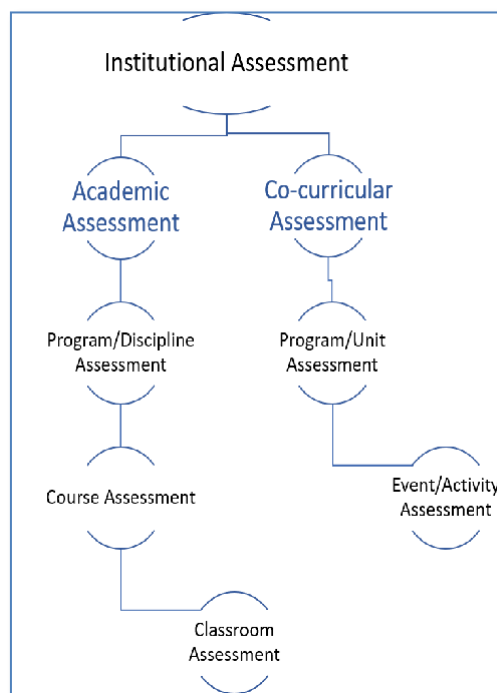 Institutional Assessment
Academic
Assessment
Co-curricular
Assessment
Program/Discipline
Assessment
Program/Unit
Assessment
Course Assessment
Event/Activity
Assessment
Classroom
Assessment